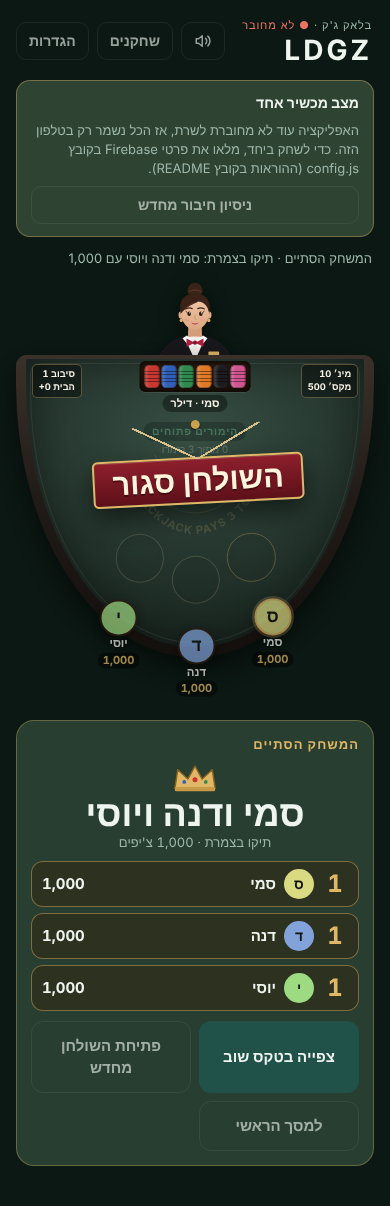 בלאק ג'ק · לא מחובר
LDGZ
שחקנים
הגדרות
מצב מכשיר אחד
האפליקציה עוד לא מחוברת לשרת, אז הכל נשמר רק בטלפון
הזה. כדי לשחק ביחד, מלאו את פרטי Firebase בקובץ
config.js (ההוראות בקובץ README).
ניסיון חיבור מחדש
המשחק הסתיים · תיקו בצמרת: סמי ודנה ויוסי עם 1,000
מינ׳ 10
מקס׳ 500
סיבוב 1
הבית +0
סמי · דילר
הימורים פתוחים
השולחן סגור
ס
סמי
1,000
ד
דנה
1,000
י
יוסי
1,000
המשחק הסתיים
סמי ודנה ויוסי
תיקו בצמרת · 1,000 צ'יפים
1 ס סמי 1,000
1 ד דנה 1,000
1 י יוסי 1,000
צפייה בטקס שוב
פתיחת השולחן
מחדש
למסך הראשי